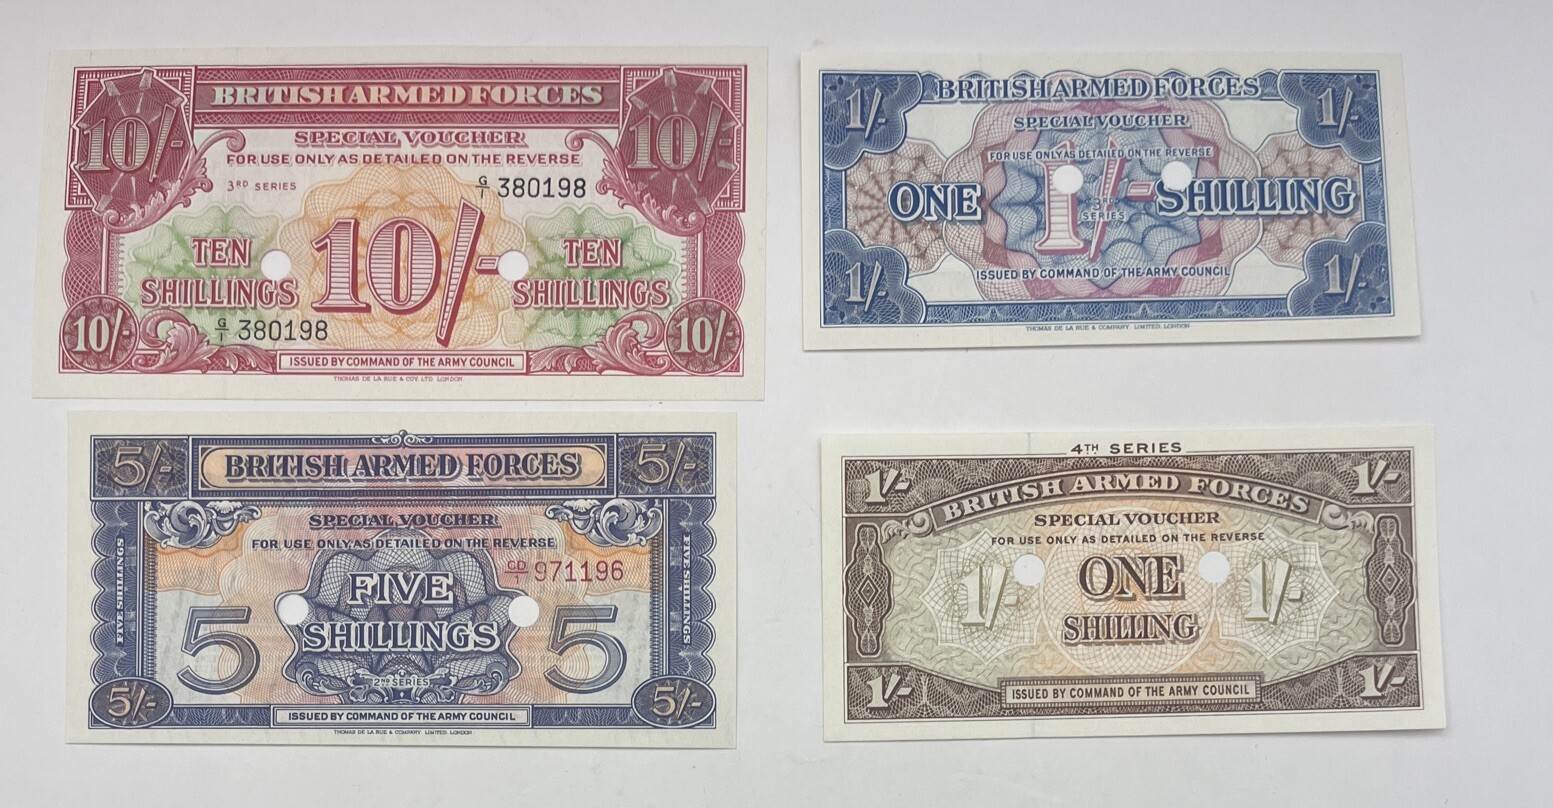 10/-
BRITISH ARMED FORCES
10/-
SPECIAL VOUCHER
FOR USE ONLY AS DETAILED ON THE REVERSE
3RD SERIES
G/1 380198
TEN SHILLINGS
10/-
TEN SHILLINGS
G/1 380198
10/-
ISSUED BY COMMAND OF THE ARMY COUNCIL
10/-
THOMAS DE LA RUE & COY. LTD. LONDON.
1/-
BRITISH ARMED FORCES
1/-
SPECIAL VOUCHER
FOR USE ONLY AS DETAILED ON THE REVERSE
ONE
1/-
SHILLING
3RD SERIES
1/-
ISSUED BY COMMAND OF THE ARMY COUNCIL
1/-
THOMAS DE LA RUE & COMPANY. LIMITED. LONDON
5/-
BRITISH ARMED FORCES
5/-
SPECIAL VOUCHER
FOR USE ONLY AS DETAILED ON THE REVERSE
FIVE SHILLINGS
CD/1 971196
FIVE SHILLINGS
5
FIVE
SHILLINGS
5
2ND SERIES
5/-
ISSUED BY COMMAND OF THE ARMY COUNCIL
5/-
THOMAS DE LA RUE & COMPANY. LIMITED. LONDON.
4TH SERIES
1/-
BRITISH ARMED FORCES
1/-
SPECIAL VOUCHER
FOR USE ONLY AS DETAILED ON THE REVERSE
1/-
ONE
SHILLING
1/-
1/-
ISSUED BY COMMAND OF THE ARMY COUNCIL
1/-